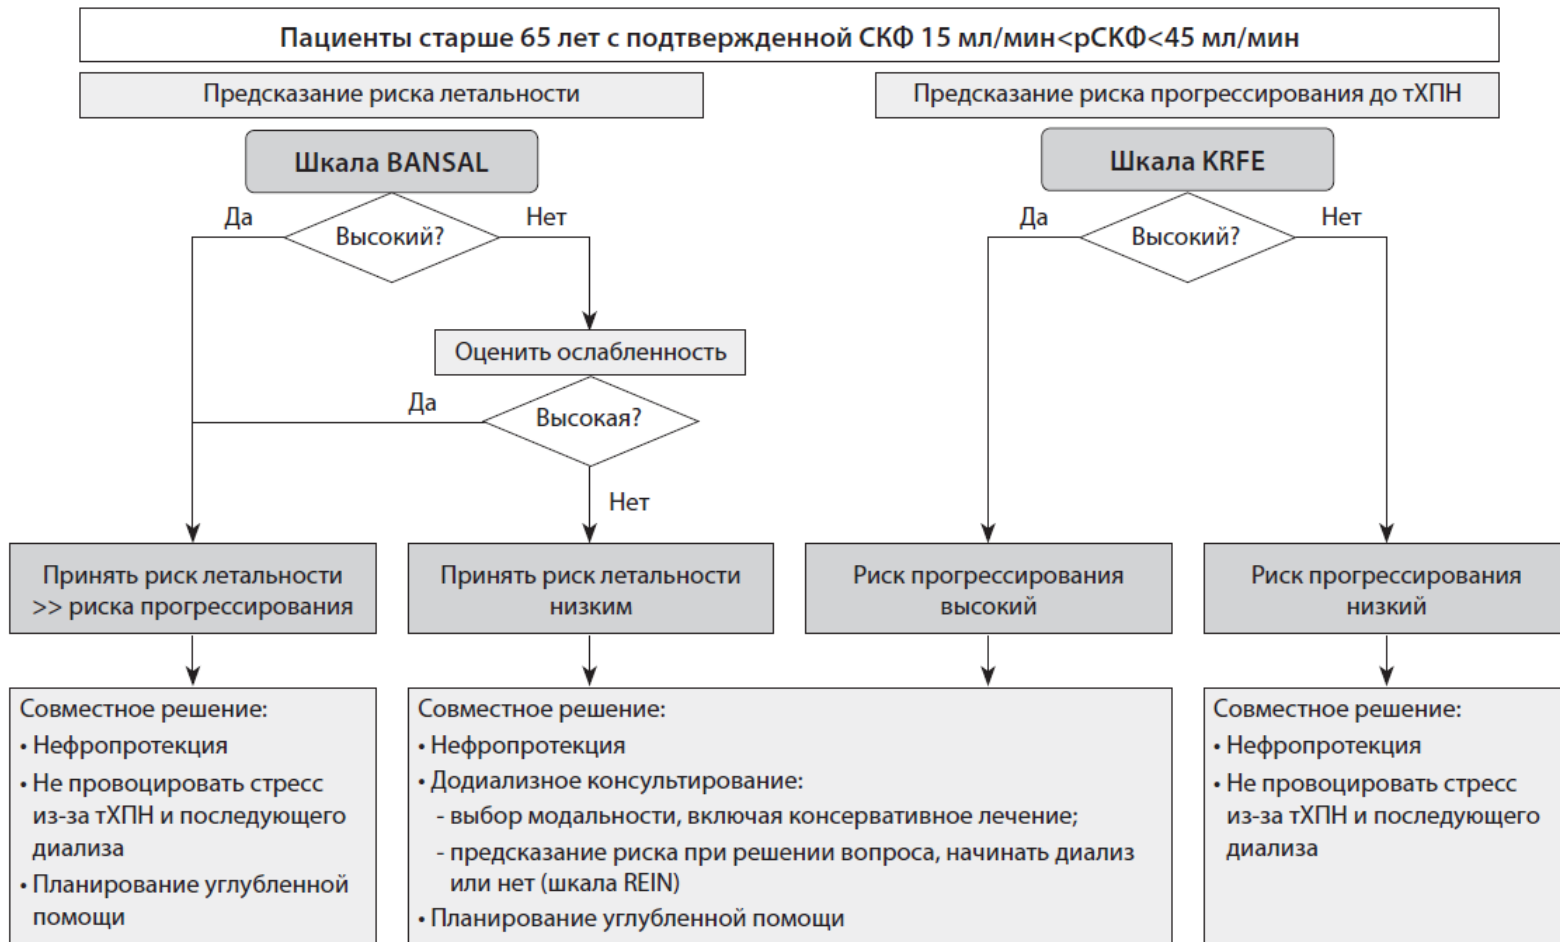 Пациенты старше 65 лет с подтвержденной СКФ 15 мл/мин<рСКФ<45 мл/мин
Предсказание риска летальности
Предсказание риска прогрессирования до тХПН
Шкала BANSAL
Шкала KRFE
Да
Высокий?
Нет
Да
Высокий?
Нет
Оценить ослабленность
Да
Высокая?
Нет
Принять риск летальности
>> риска прогрессирования
Принять риск летальности
низким
Риск прогрессирования
высокий
Риск прогрессирования
низкий
Совместное решение:
• Нефропротекция
• Не провоцировать стресс
из-за тХПН и последующего
диализа
• Планирование углубленной
помощи
Совместное решение:
• Нефропротекция
• Додиализное консультирование:
- выбор модальности, включая консервативное лечение;
- предсказание риска при решении вопроса, начинать диализ
или нет (шкала REIN)
• Планирование углубленной помощи
Совместное решение:
• Нефропротекция
• Не провоцировать стресс
из-за тХПН и последующего
диализа